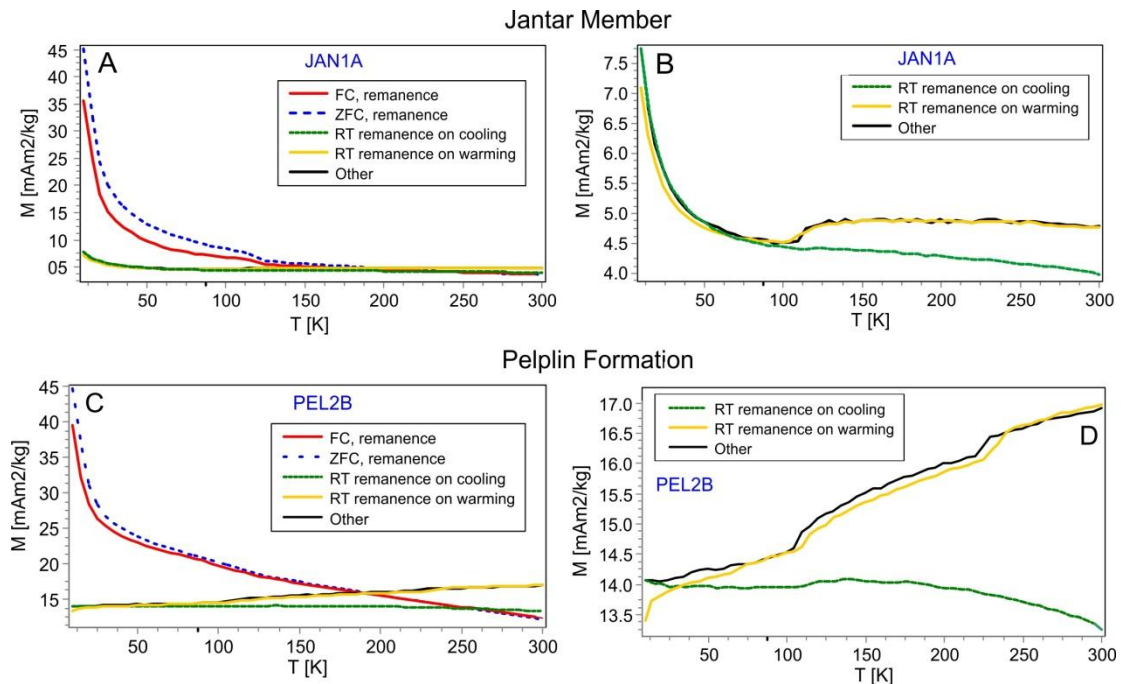 Jantar Member
A
JAN1A
FC, remanence
ZFC, remanence
RT remanence on cooling
RT remanence on warming
Other
M [mAm2/kg]
45
40
35
30
25
20
15
10
05
50
100
150
200
250
300
T [K]
B
JAN1A
RT remanence on cooling
RT remanence on warming
Other
M [mAm2/kg]
7.5
7.0
6.5
6.0
5.5
5.0
4.5
4.0
50
100
150
200
250
300
T [K]
Pelplin Formation
C
PEL2B
FC, remanence
ZFC, remanence
RT remanence on cooling
RT remanence on warming
Other
M [mAm2/kg]
45
40
35
30
25
20
15
50
100
150
200
250
300
T [K]
RT remanence on cooling
RT remanence on warming
Other
D
PEL2B
M [mAm2/kg]
17.0
16.5
16.0
15.5
15.0
14.5
14.0
13.5
50
100
150
200
250
300
T [K]